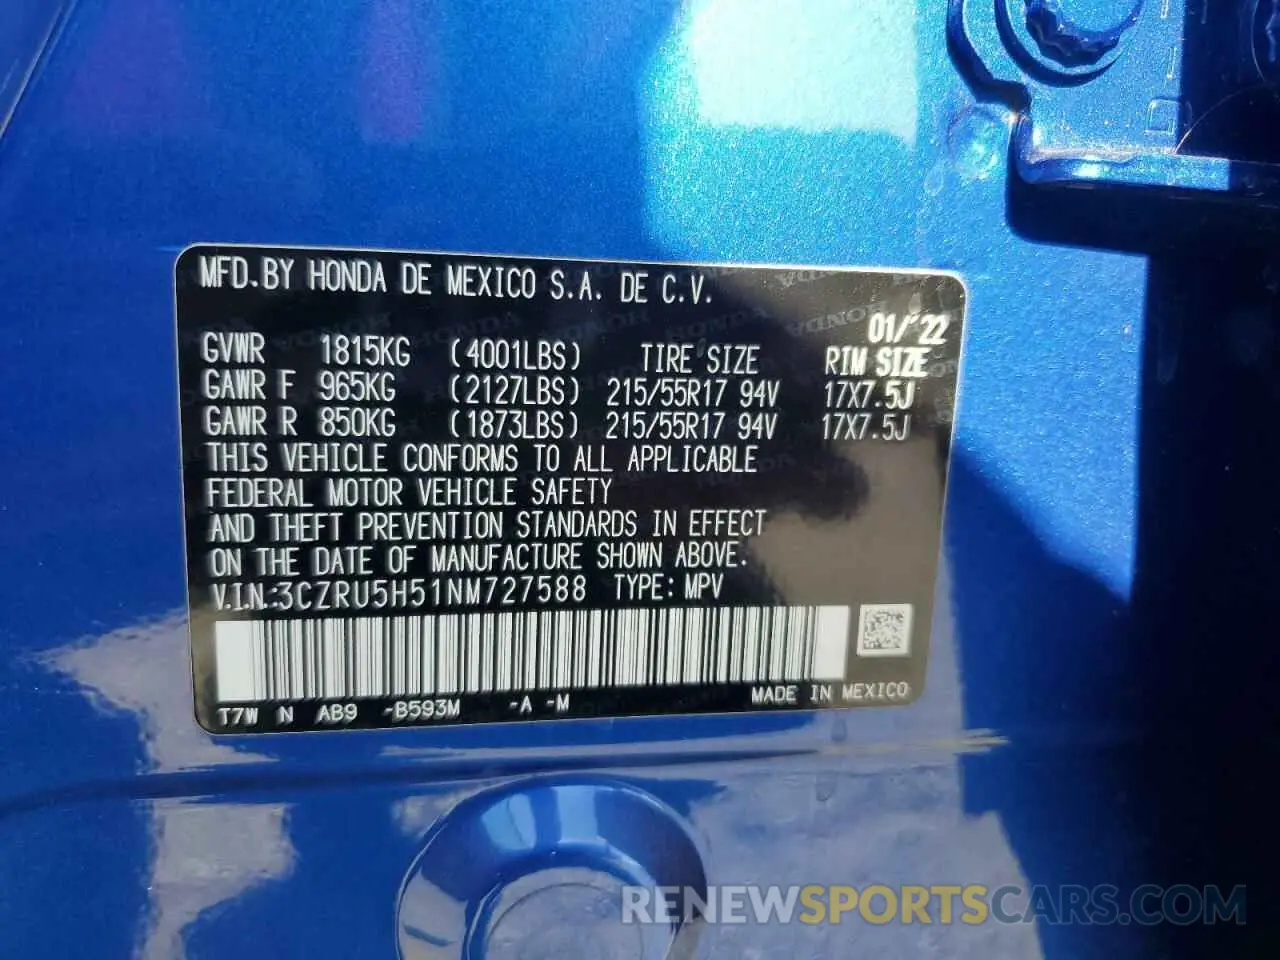 MFD.BY HONDA DE MEXICO S.A. DE C.V.
01/'22
GVWR 1815KG (4001LBS) TIRE SIZE RIM SIZE
GAWR F 965KG (2127LBS) 215/55R17 94V 17X7.5J
GAWR R 850KG (1873LBS) 215/55R17 94V 17X7.5J
THIS VEHICLE CONFORMS TO ALL APPLICABLE
FEDERAL MOTOR VEHICLE SAFETY
AND THEFT PREVENTION STANDARDS IN EFFECT
ON THE DATE OF MANUFACTURE SHOWN ABOVE.
V.I.N.:3CZRU5H51NM727588 TYPE: MPV
MADE IN MEXICO
T7W N AB9 -B593M -A -M
RENEWSPORTSCARS.COM